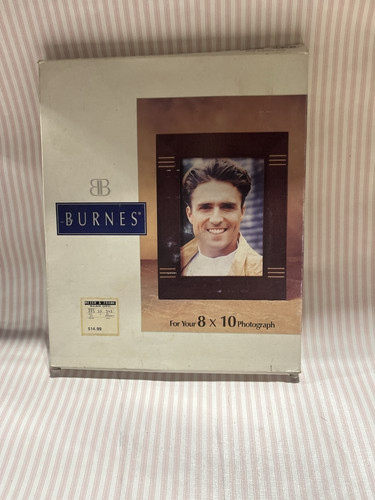 BB
BURNES®
For Your 8 x 10 Photograph
$14.99